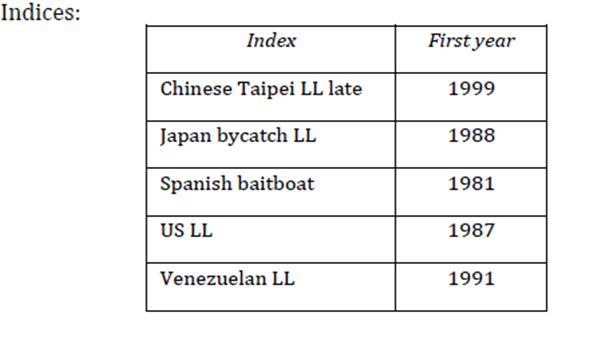 Indices:
Index First year
Chinese Taipei LL late 1999
Japan bycatch LL 1988
Spanish baitboat 1981
US LL 1987
Venezuelan LL 1991